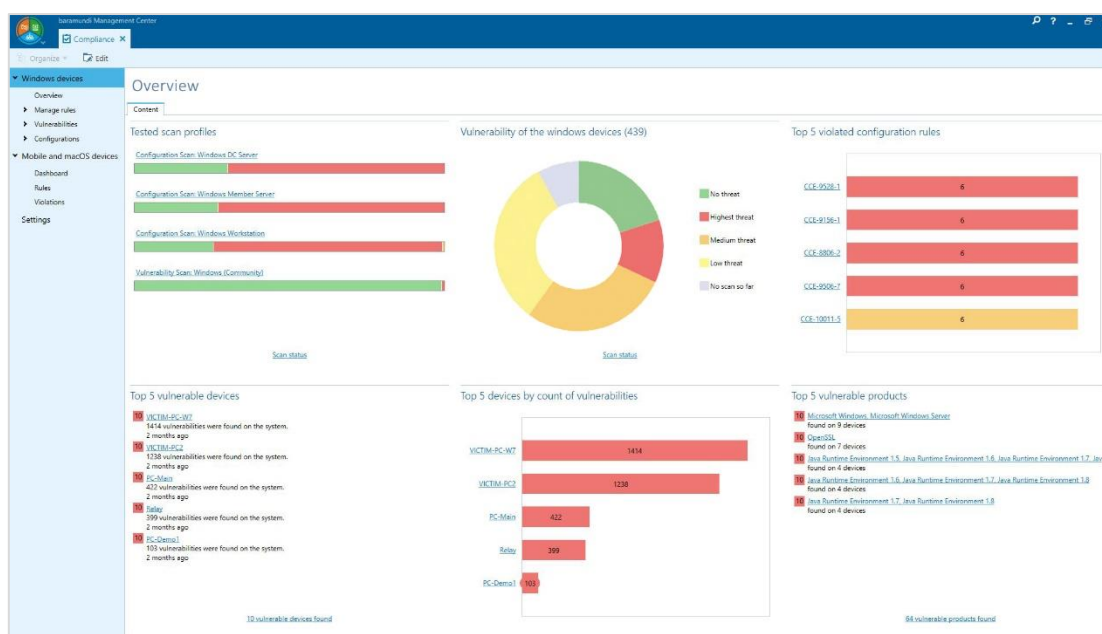 baramundi Management Center
Compliance
Organize
Edit
Windows devices
Overview
Manage rules
Vulnerabilities
Configurations
Mobile and macOS devices
Dashboard
Rules
Violations
Settings
Overview
Content
Tested scan profiles
Configuration Scan: Windows DC Server
Configuration Scan: Windows Member Server
Configuration Scan: Windows Workstation
Vulnerability Scan: Windows (Community)
Scan status
Vulnerability of the windows devices (439)
No threat
Highest threat
Medium threat
Low threat
No scan so far
Scan status
Top 5 violated configuration rules
CCE-9528-1 6
CCE-9156-1 6
CCE-8806-2 6
CCE-9506-7 6
CCE-10011-5 6
Top 5 vulnerable devices
10 VICTIM-PC-W7
1414 vulnerabilities were found on the system.
2 months ago
10 VICTIM-PC2
1238 vulnerabilities were found on the system.
2 months ago
10 PC-Main
422 vulnerabilities were found on the system.
2 months ago
10 Relay
399 vulnerabilities were found on the system.
2 months ago
10 PC-Demo1
103 vulnerabilities were found on the system.
2 months ago
10 vulnerable devices found
Top 5 devices by count of vulnerabilities
VICTIM-PC-W7 1414
VICTIM-PC2 1238
PC-Main 422
Relay 399
PC-Demo1 103
Top 5 vulnerable products
10 Microsoft Windows, Microsoft Windows Server
found on 9 devices
10 OpenSSL
found on 7 devices
10 Java Runtime Environment 1.5, Java Runtime Environment 1.6, Java Runtime Environment 1.7, Jav
found on 4 devices
10 Java Runtime Environment 1.6, Java Runtime Environment 1.7, Java Runtime Environment 1.8
found on 4 devices
10 Java Runtime Environment 1.7, Java Runtime Environment 1.8
found on 4 devices
64 vulnerable products found